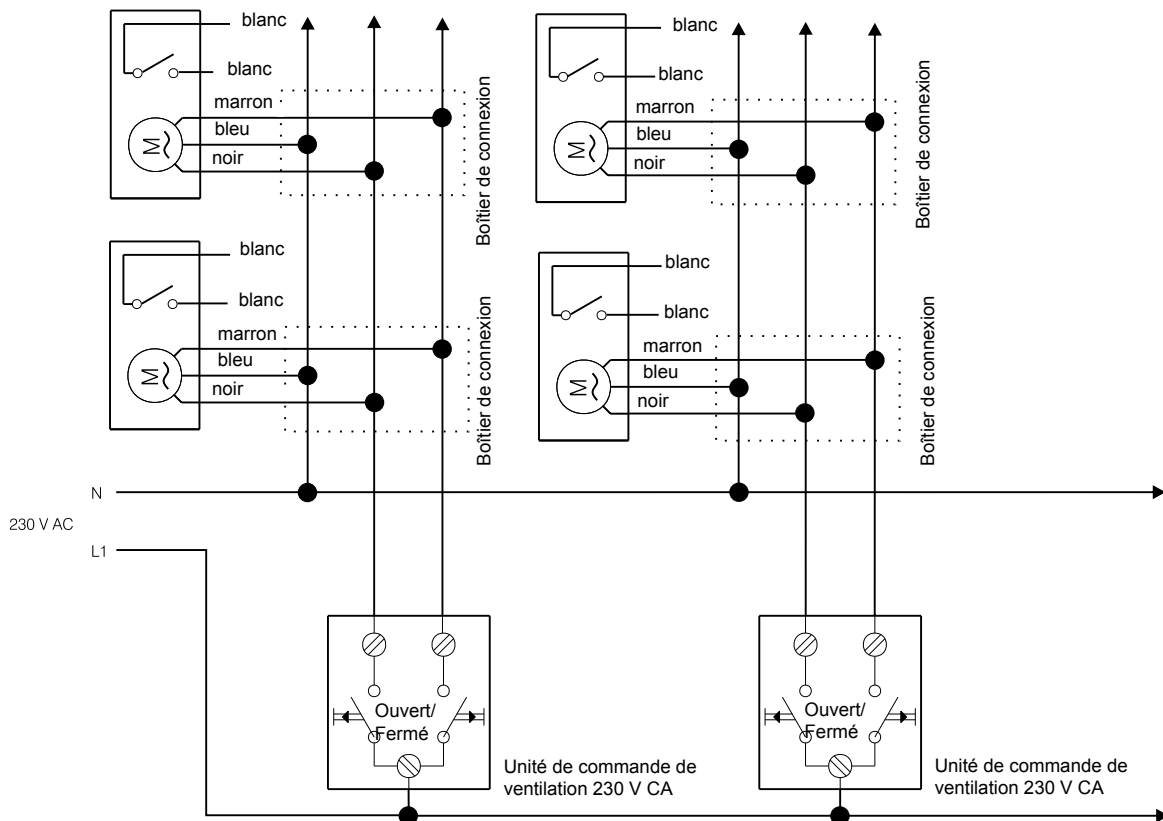 blanc
blanc
marron
bleu
noir
M
Boîtier de connexion
blanc
blanc
marron
bleu
noir
M
Boîtier de connexion
blanc
blanc
marron
bleu
noir
M
Boîtier de connexion
blanc
blanc
marron
bleu
noir
M
Boîtier de connexion
N
230 V AC
L1
Ouvert/
Fermé
Unité de commande de
ventilation 230 V CA
Ouvert/
Fermé
Unité de commande de
ventilation 230 V CA